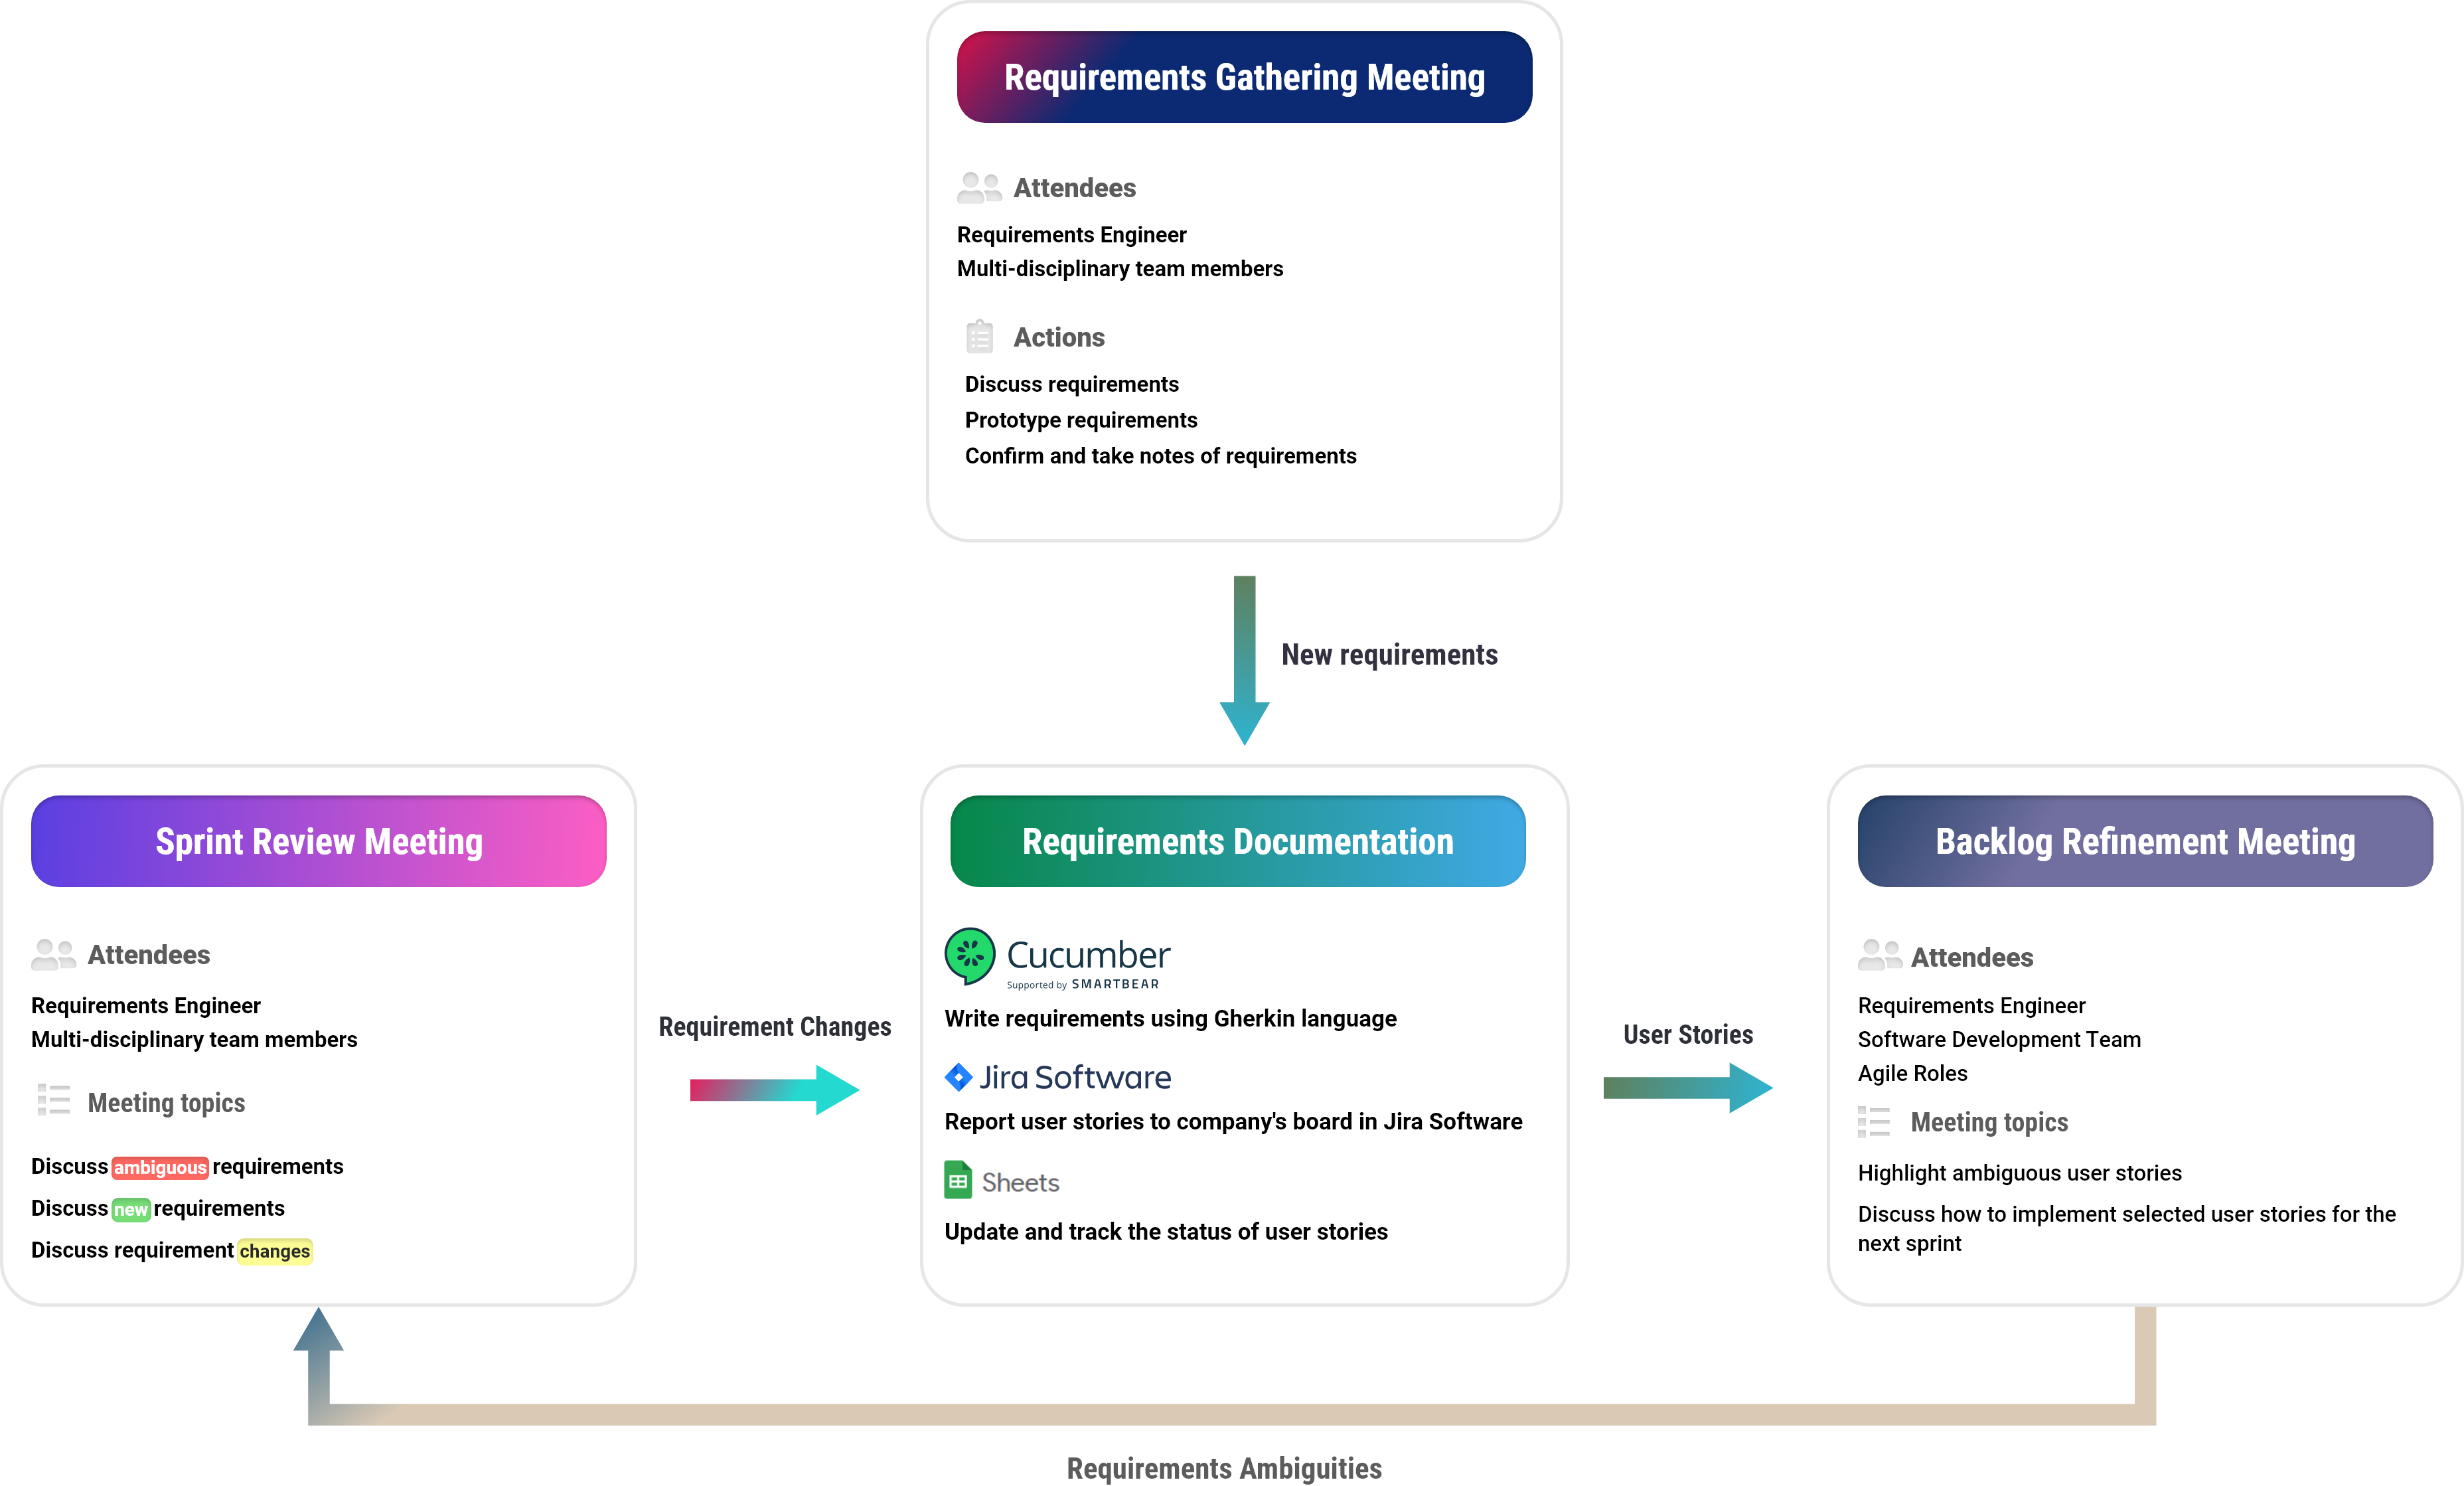 Requirements Gathering Meeting
Attendees
Requirements Engineer
Multi-disciplinary team members
Actions
Discuss requirements
Prototype requirements
Confirm and take notes of requirements
New requirements
Sprint Review Meeting
Attendees
Requirements Engineer
Multi-disciplinary team members
Meeting topics
Discuss ambiguous requirements
Discuss new requirements
Discuss requirement changes
Requirement Changes
Requirements Documentation
Cucumber
Supported by SMARTBEAR
Write requirements using Gherkin language
Jira Software
Report user stories to company's board in Jira Software
Sheets
Update and track the status of user stories
User Stories
Backlog Refinement Meeting
Attendees
Requirements Engineer
Software Development Team
Agile Roles
Meeting topics
Highlight ambiguous user stories
Discuss how to implement selected user stories for the
next sprint
Requirements Ambiguities